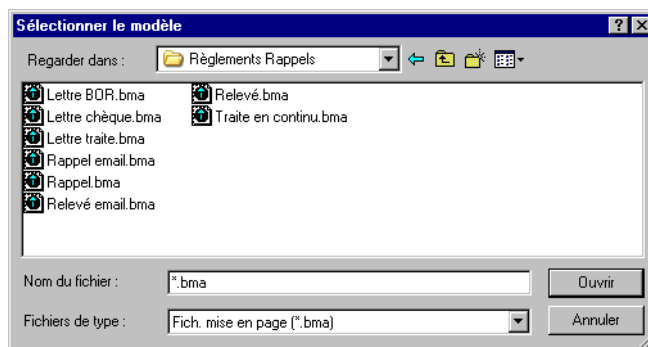 Sélectionner le modèle
Regarder dans :
Règlements Rappels
Lettre BOR.bma
Relevé.bma
Lettre chèque.bma
Traite en continu.bma
Lettre traite.bma
Rappel email.bma
Rappel.bma
Relevé email.bma
Nom du fichier :
*.bma
Ouvrir
Fichiers de type :
Fich. mise en page (*.bma)
Annuler